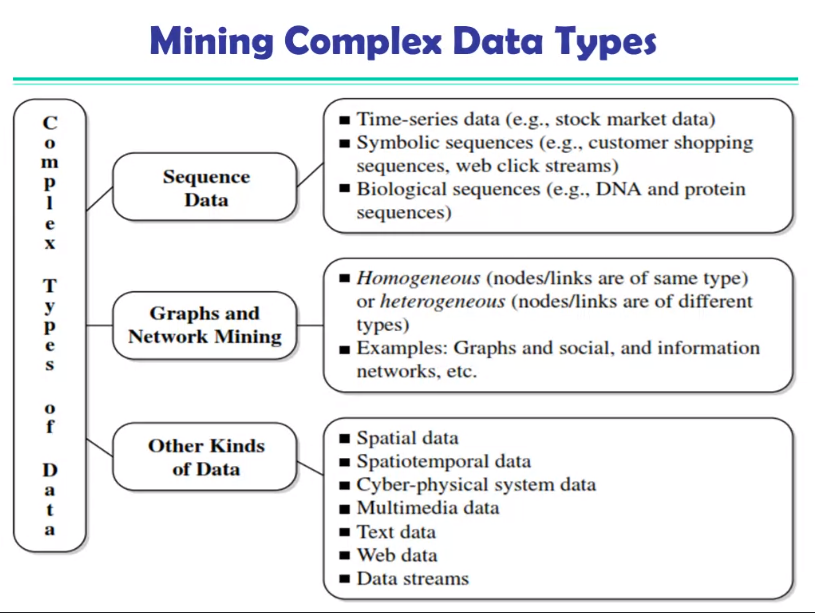 Mining Complex Data Types
Complex Types of Data
Sequence
Data
■ Time-series data (e.g., stock market data)
■ Symbolic sequences (e.g., customer shopping
sequences, web click streams)
■ Biological sequences (e.g., DNA and protein
sequences)
Graphs and
Network Mining
■ Homogeneous (nodes/links are of same type)
or heterogeneous (nodes/links are of different
types)
■ Examples: Graphs and social, and information
networks, etc.
Other Kinds
of Data
■ Spatial data
■ Spatiotemporal data
■ Cyber-physical system data
■ Multimedia data
■ Text data
■ Web data
■ Data streams